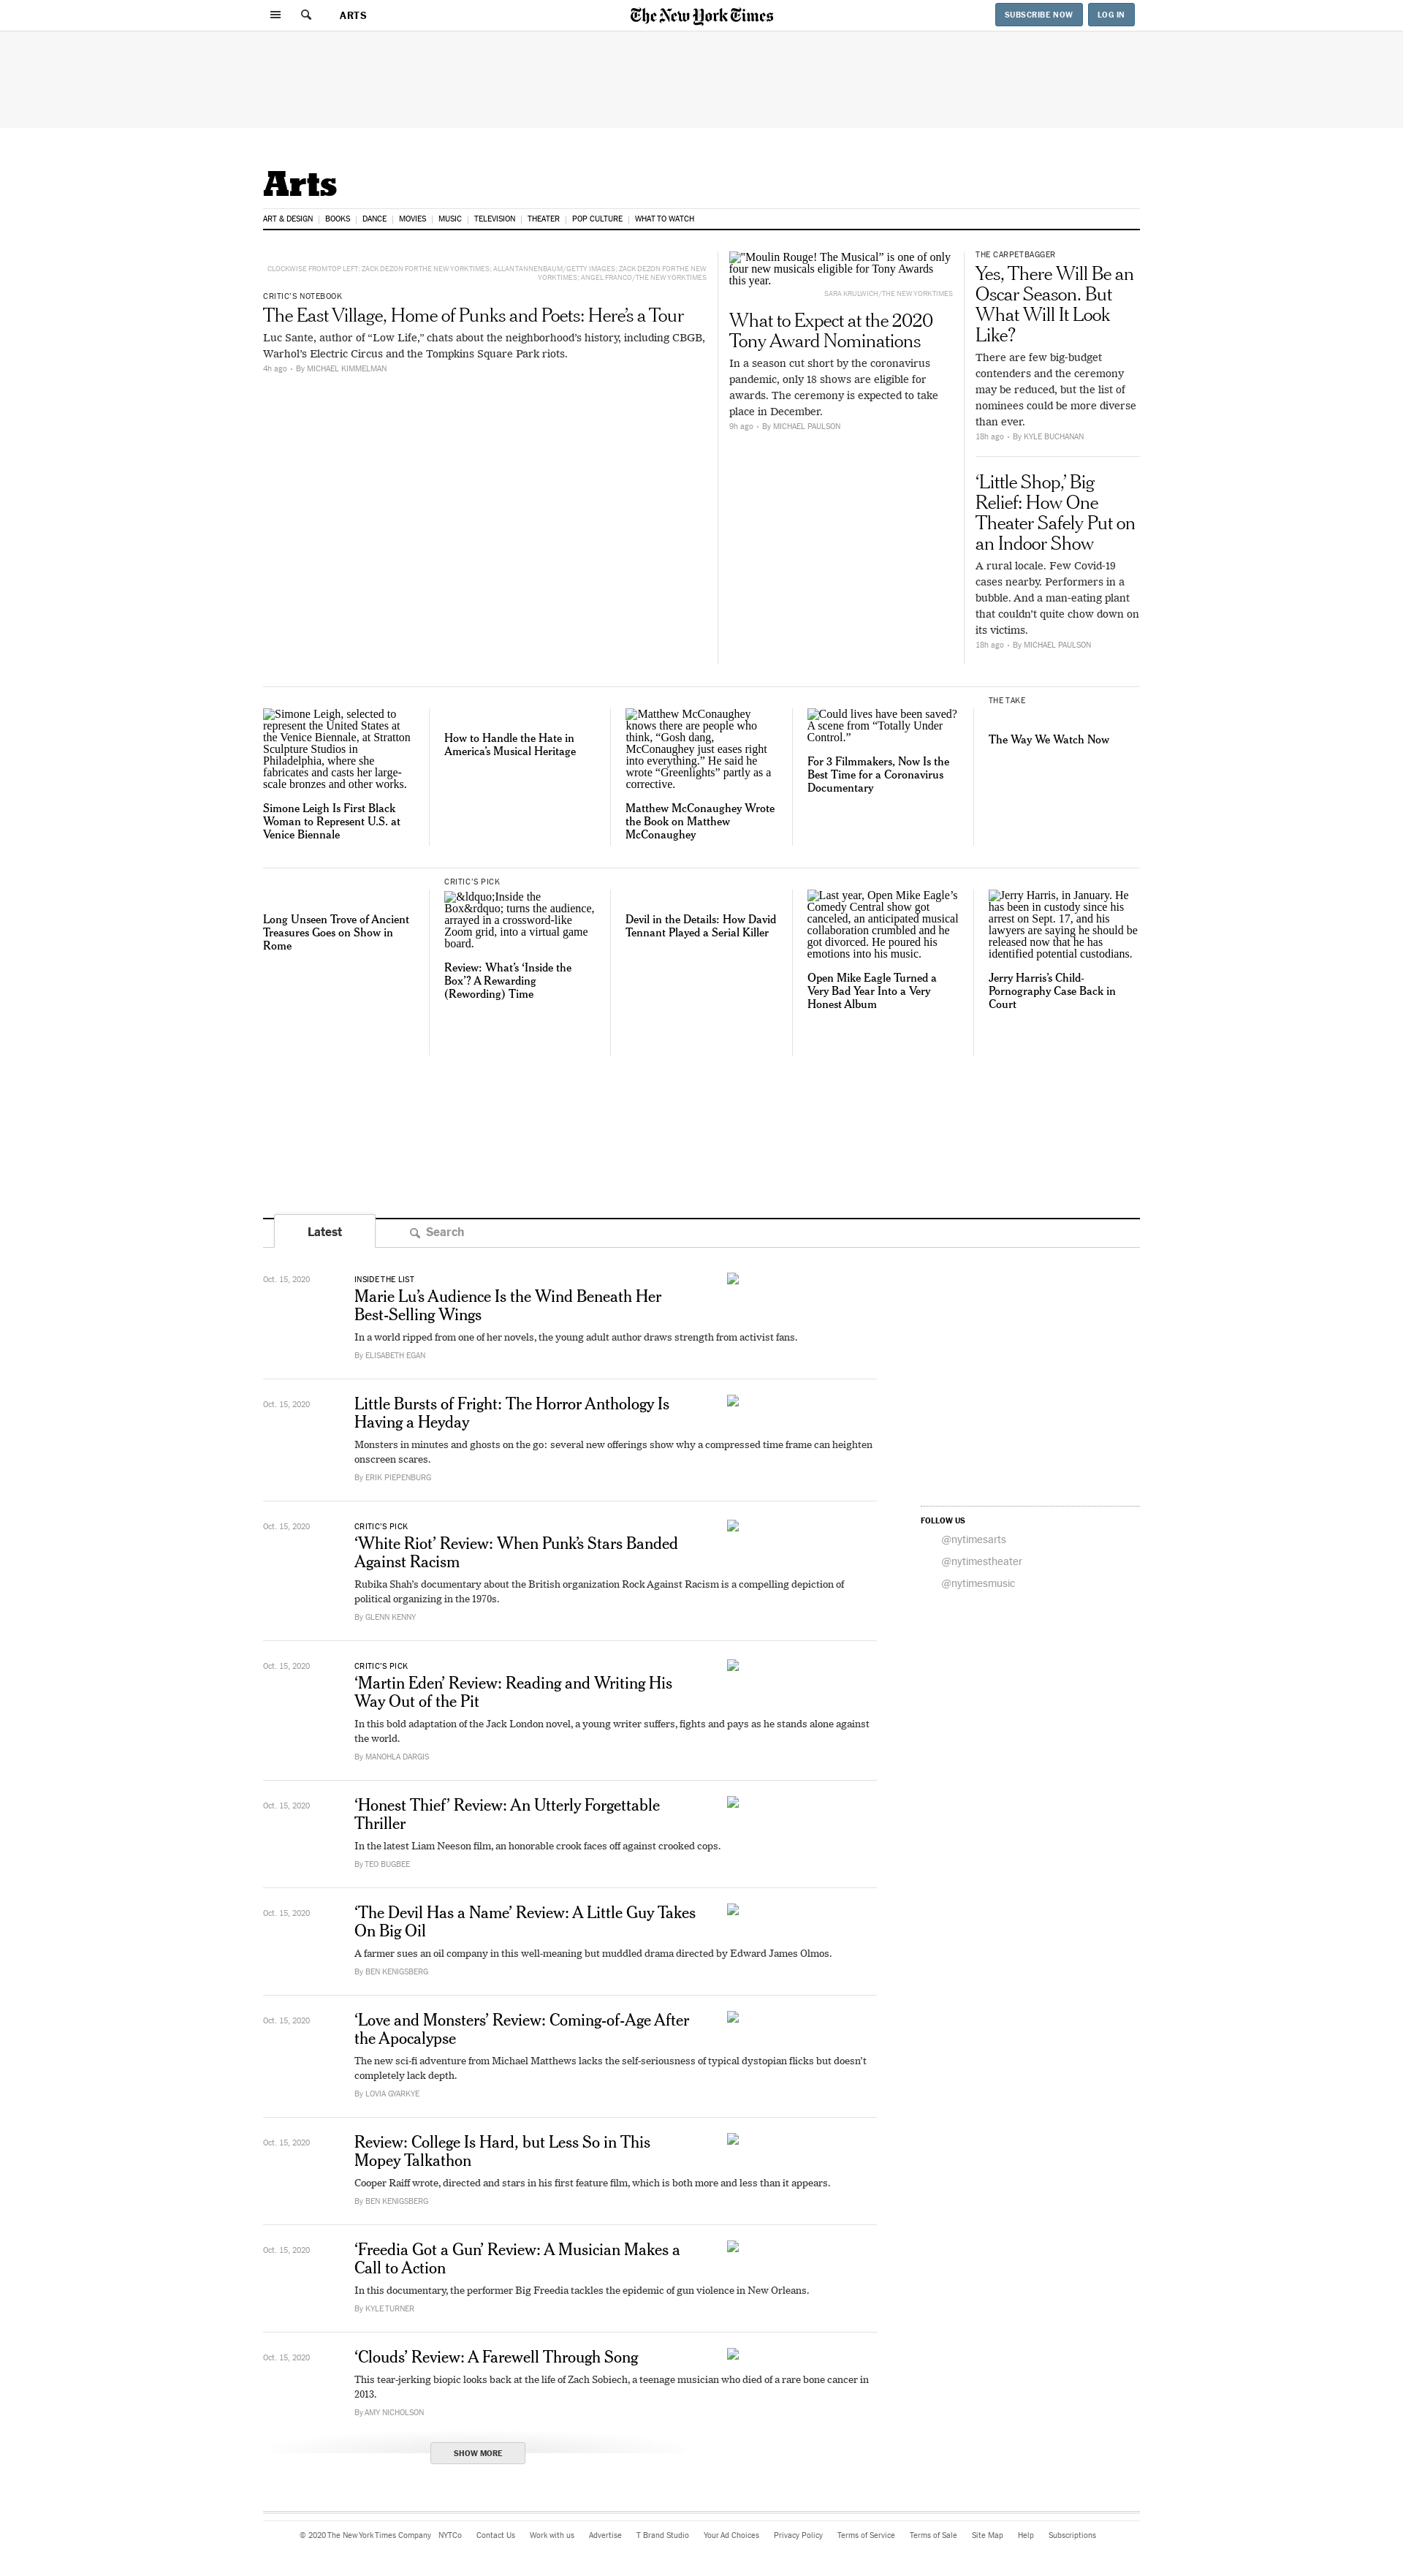 ARTS
The New York Times
SUBSCRIBE NOW
LOG IN
Arts
ART & DESIGN
BOOKS
DANCE
MOVIES
MUSIC
TELEVISION
THEATER
POP CULTURE
WHAT TO WATCH
CLOCKWISE FROM TOP LEFT: ZACK DEZON FOR THE NEW YORK TIMES; ALLAN TANNENBAUM/GETTY IMAGES; ZACK DEZON FOR THE NEW
YORK TIMES; ANGEL FRANCO/THE NEW YORK TIMES
CRITIC'S NOTEBOOK
The East Village, Home of Punks and Poets: Here’s a Tour
Luc Sante, author of “Low Life,” chats about the neighborhood’s history, including CBGB,
Warhol’s Electric Circus and the Tompkins Square Park riots.
4h ago • By MICHAEL KIMMELMAN
"Moulin Rouge! The Musical” is one of only
four new musicals eligible for Tony Awards
this year.
SARA KRULWICH/THE NEW YORK TIMES
What to Expect at the 2020
Tony Award Nominations
In a season cut short by the coronavirus
pandemic, only 18 shows are eligible for
awards. The ceremony is expected to take
place in December.
9h ago • By MICHAEL PAULSON
THE CARPETBAGGER
Yes, There Will Be an
Oscar Season. But
What Will It Look
Like?
There are few big-budget
contenders and the ceremony
may be reduced, but the list of
nominees could be more diverse
than ever.
18h ago • By KYLE BUCHANAN
‘Little Shop,’ Big
Relief: How One
Theater Safely Put on
an Indoor Show
A rural locale. Few Covid-19
cases nearby. Performers in a
bubble. And a man-eating plant
that couldn’t quite chow down on
its victims.
18h ago • By MICHAEL PAULSON
Simone Leigh, selected to
represent the United States at
the Venice Biennale, at Stratton
Sculpture Studios in
Philadelphia, where she
fabricates and casts her large-
scale bronzes and other works.
Simone Leigh Is First Black
Woman to Represent U.S. at
Venice Biennale
How to Handle the Hate in
America’s Musical Heritage
Matthew McConaughey
knows there are people who
think, “Gosh dang,
McConaughey just eases right
into everything.” He said he
wrote “Greenlights” partly as a
corrective.
Matthew McConaughey Wrote
the Book on Matthew
McConaughey
Could lives have been saved?
A scene from “Totally Under
Control.”
For 3 Filmmakers, Now Is the
Best Time for a Coronavirus
Documentary
THE TAKE
The Way We Watch Now
Long Unseen Trove of Ancient
Treasures Goes on Show in
Rome
CRITIC'S PICK
&ldquo;Inside the
Box&rdquo; turns the audience,
arrayed in a crossword-like
Zoom grid, into a virtual game
board.
Review: What’s ‘Inside the
Box’? A Rewarding
(Rewording) Time
Devil in the Details: How David
Tennant Played a Serial Killer
Last year, Open Mike Eagle’s
Comedy Central show got
canceled, an anticipated musical
collaboration crumbled and he
got divorced. He poured his
emotions into his music.
Open Mike Eagle Turned a
Very Bad Year Into a Very
Honest Album
Jerry Harris, in January. He
has been in custody since his
arrest on Sept. 17, and his
lawyers are saying he should be
released now that he has
identified potential custodians.
Jerry Harris’s Child-
Pornography Case Back in
Court
Latest
Search
Oct. 15, 2020
INSIDE THE LIST
Marie Lu’s Audience Is the Wind Beneath Her
Best-Selling Wings
In a world ripped from one of her novels, the young adult author draws strength from activist fans.
By ELISABETH EGAN
Oct. 15, 2020
Little Bursts of Fright: The Horror Anthology Is
Having a Heyday
Monsters in minutes and ghosts on the go: several new offerings show why a compressed time frame can heighten
onscreen scares.
By ERIK PIEPENBURG
Oct. 15, 2020
CRITIC'S PICK
‘White Riot’ Review: When Punk’s Stars Banded
Against Racism
Rubika Shah’s documentary about the British organization Rock Against Racism is a compelling depiction of
political organizing in the 1970s.
By GLENN KENNY
Oct. 15, 2020
CRITIC'S PICK
‘Martin Eden’ Review: Reading and Writing His
Way Out of the Pit
In this bold adaptation of the Jack London novel, a young writer suffers, fights and pays as he stands alone against
the world.
By MANOHLA DARGIS
Oct. 15, 2020
‘Honest Thief’ Review: An Utterly Forgettable
Thriller
In the latest Liam Neeson film, an honorable crook faces off against crooked cops.
By TEO BUGBEE
Oct. 15, 2020
‘The Devil Has a Name’ Review: A Little Guy Takes
On Big Oil
A farmer sues an oil company in this well-meaning but muddled drama directed by Edward James Olmos.
By BEN KENIGSBERG
Oct. 15, 2020
‘Love and Monsters’ Review: Coming-of-Age After
the Apocalypse
The new sci-fi adventure from Michael Matthews lacks the self-seriousness of typical dystopian flicks but doesn’t
completely lack depth.
By LOVIA GYARKYE
Oct. 15, 2020
Review: College Is Hard, but Less So in This
Mopey Talkathon
Cooper Raiff wrote, directed and stars in his first feature film, which is both more and less than it appears.
By BEN KENIGSBERG
Oct. 15, 2020
‘Freedia Got a Gun’ Review: A Musician Makes a
Call to Action
In this documentary, the performer Big Freedia tackles the epidemic of gun violence in New Orleans.
By KYLE TURNER
Oct. 15, 2020
‘Clouds’ Review: A Farewell Through Song
This tear-jerking biopic looks back at the life of Zach Sobiech, a teenage musician who died of a rare bone cancer in
2013.
By AMY NICHOLSON
SHOW MORE
FOLLOW US
@nytimesarts
@nytimestheater
@nytimesmusic
© 2020 The New York Times Company
NYTCo
Contact Us
Work with us
Advertise
T Brand Studio
Your Ad Choices
Privacy Policy
Terms of Service
Terms of Sale
Site Map
Help
Subscriptions